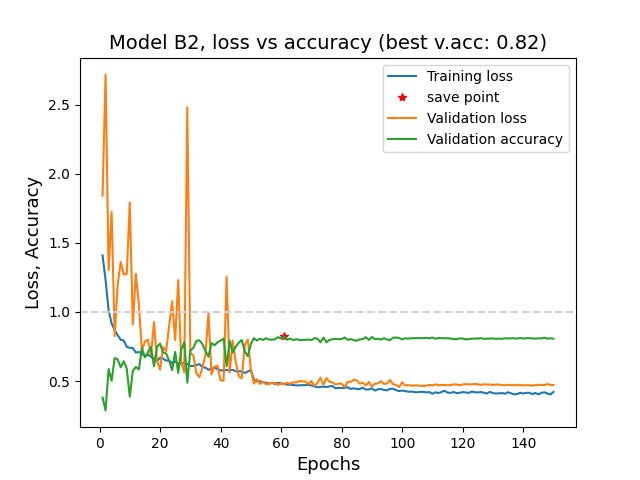 Model B2, loss vs accuracy (best v.acc: 0.82)
Training loss
save point
Validation loss
Validation accuracy
Loss, Accuracy
2.5
2.0
1.5
1.0
0.5
0 20 40 60 80 100 120 140
Epochs